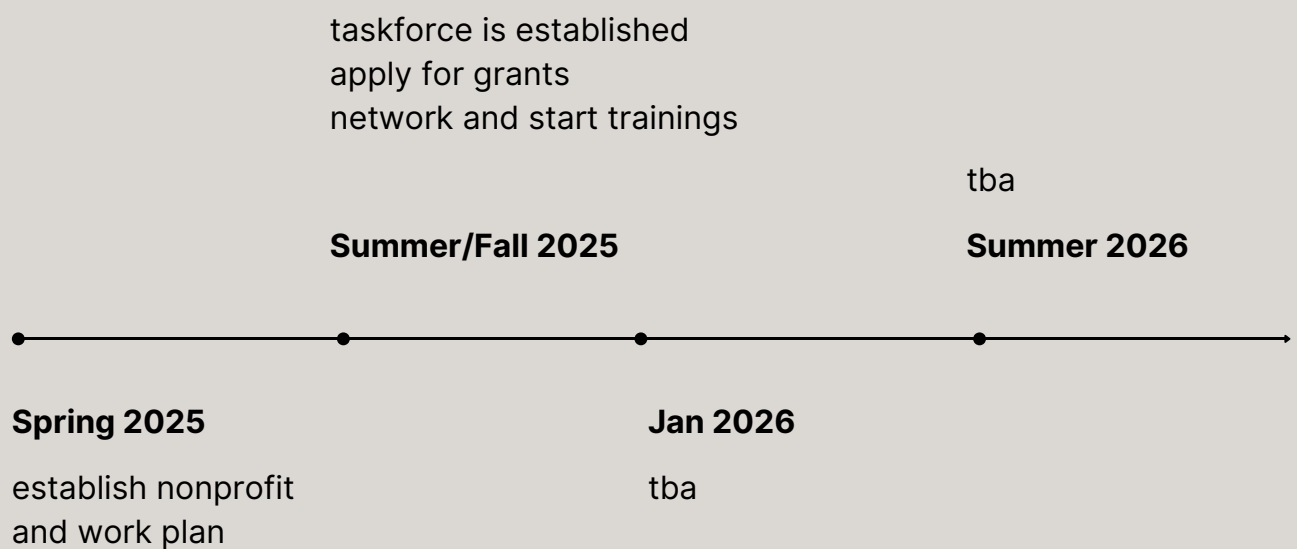 taskforce is established
apply for grants
network and start trainings
tba
Summer/Fall 2025
Summer 2026
Spring 2025
Jan 2026
establish nonprofit
tba
and work plan